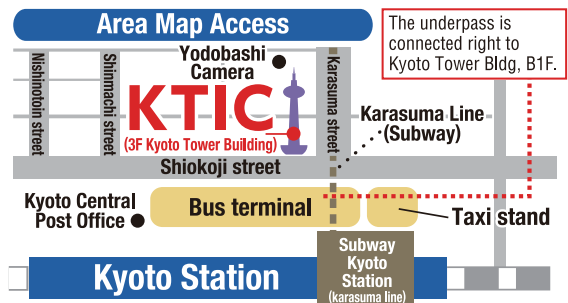 Area Map Access
The underpass is
connected right to
Kyoto Tower Bldg, B1F.
Nishinotoin street
Shinmachi street
Yodobashi
Camera
Karasuma street
KTIC
(3F Kyoto Tower Building)
Karasuma Line
(Subway)
Shiokoji street
Kyoto Central
Post Office
Bus terminal
Taxi stand
Subway
Kyoto
Station
(karasuma line)
Kyoto Station